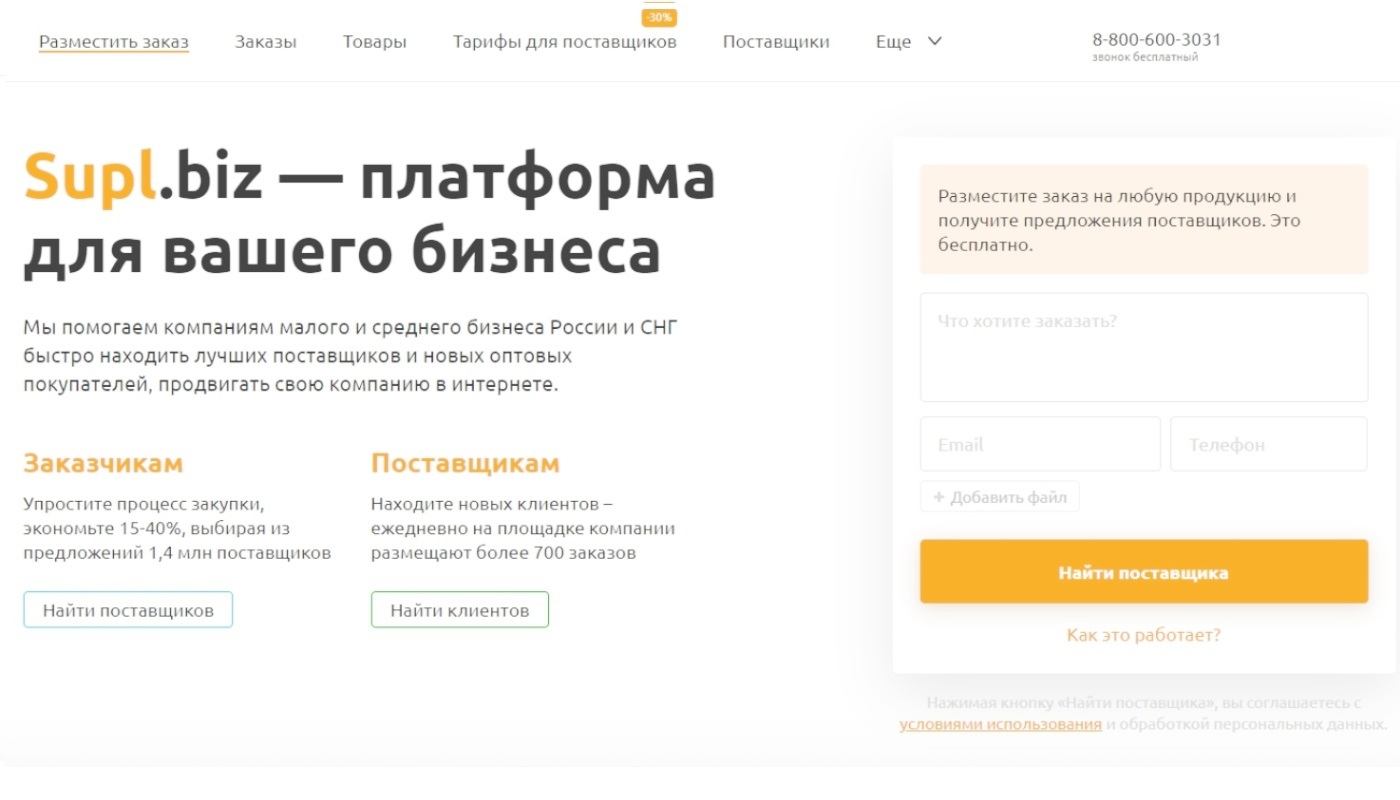 -30%
Разместить заказ Заказы Товары Тарифы для поставщиков Поставщики Еще 8-800-600-3031
звонок бесплатный
Supl.biz — платформа
для вашего бизнеса
Мы помогаем компаниям малого и среднего бизнеса России и СНГ
быстро находить лучших поставщиков и новых оптовых
покупателей, продвигать свою компанию в интернете.
Заказчикам
Упростите процесс закупки,
экономьте 15-40%, выбирая из
предложений 1,4 млн поставщиков
Найти поставщиков
Поставщикам
Находите новых клиентов –
ежедневно на площадке компании
размещают более 700 заказов
Найти клиентов
Разместите заказ на любую продукцию и
получите предложения поставщиков. Это
бесплатно.
Что хотите заказать?
Email Телефон
+ Добавить файл
Найти поставщика
Как это работает?
Нажимая кнопку «Найти поставщика», вы соглашаетесь с
условиями использования и обработкой персональных данных.